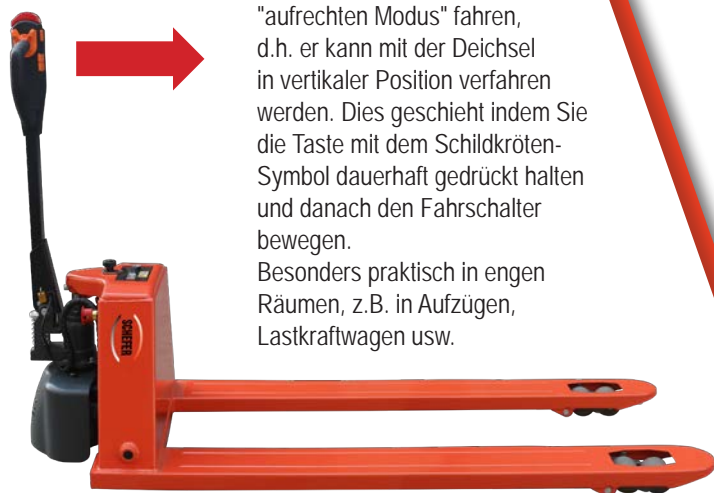 "aufrechten Modus" fahren,
d.h. er kann mit der Deichsel
in vertikaler Position verfahren
werden. Dies geschieht indem Sie
die Taste mit dem Schildkröten-
Symbol dauerhaft gedrückt halten
und danach den Fahrschalter
bewegen.
Besonders praktisch in engen
Räumen, z.B. in Aufzügen,
Lastkraftwagen usw.
SCHEFER